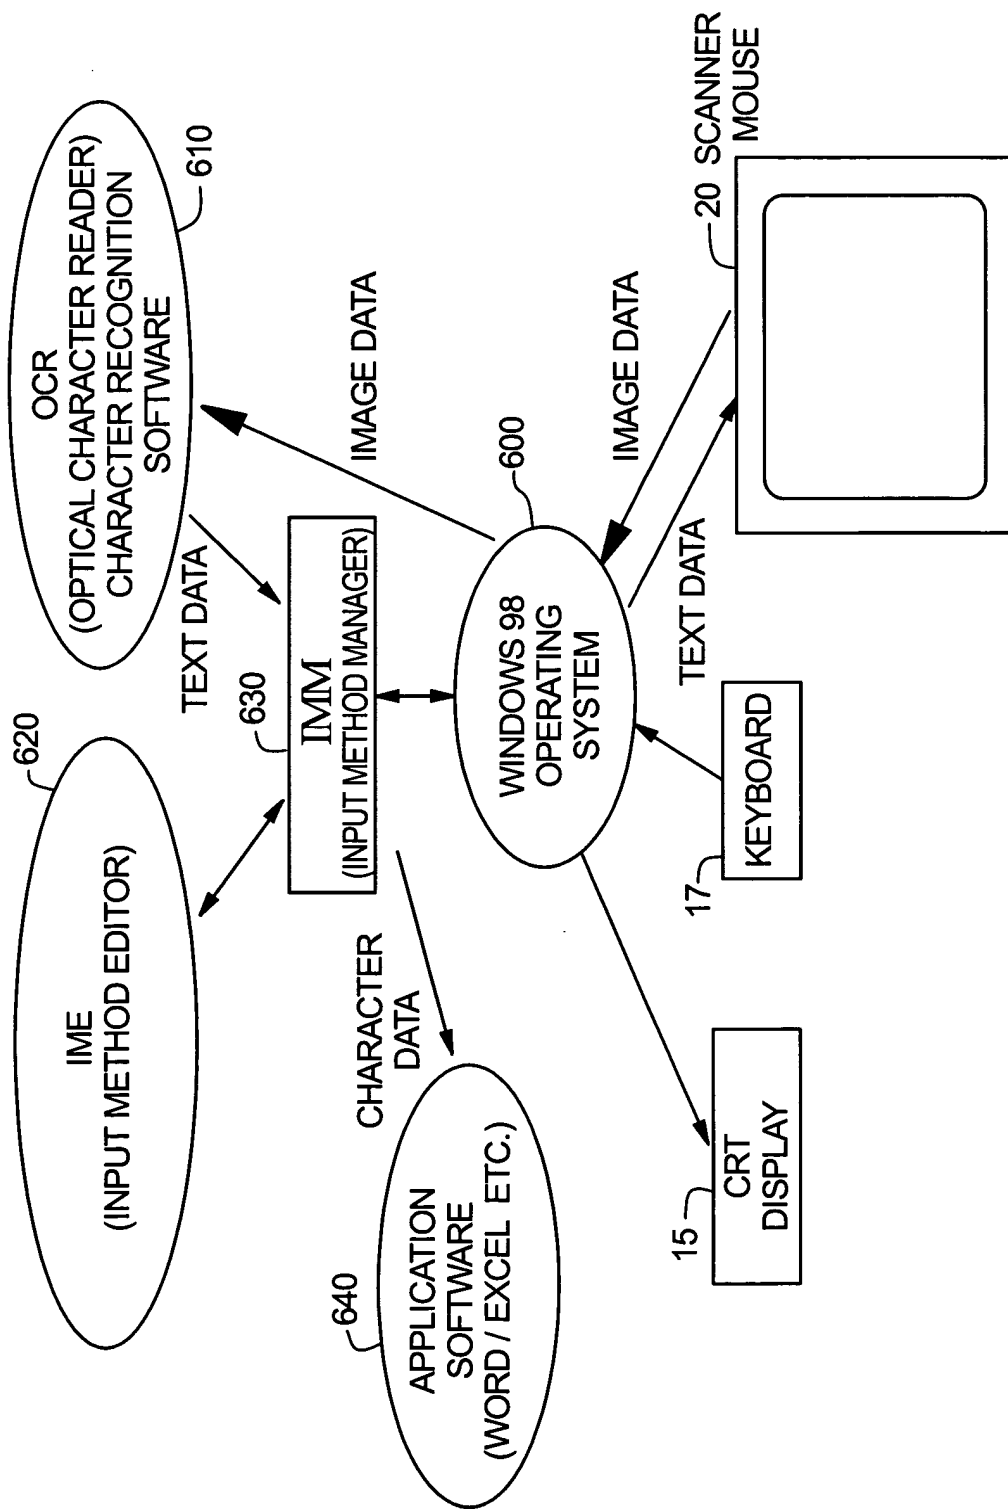 620
IME
(INPUT METHOD EDITOR)
OCR
(OPTICAL CHARACTER READER)
CHARACTER RECOGNITION
SOFTWARE
610
TEXT DATA
630
IMM
(INPUT METHOD MANAGER)
IMAGE DATA
CHARACTER
DATA
640
APPLICATION
SOFTWARE
(WORD / EXCEL ETC.)
600
WINDOWS 98
OPERATING
SYSTEM
IMAGE DATA
TEXT DATA
15
CRT
DISPLAY
17
KEYBOARD
20 SCANNER
MOUSE